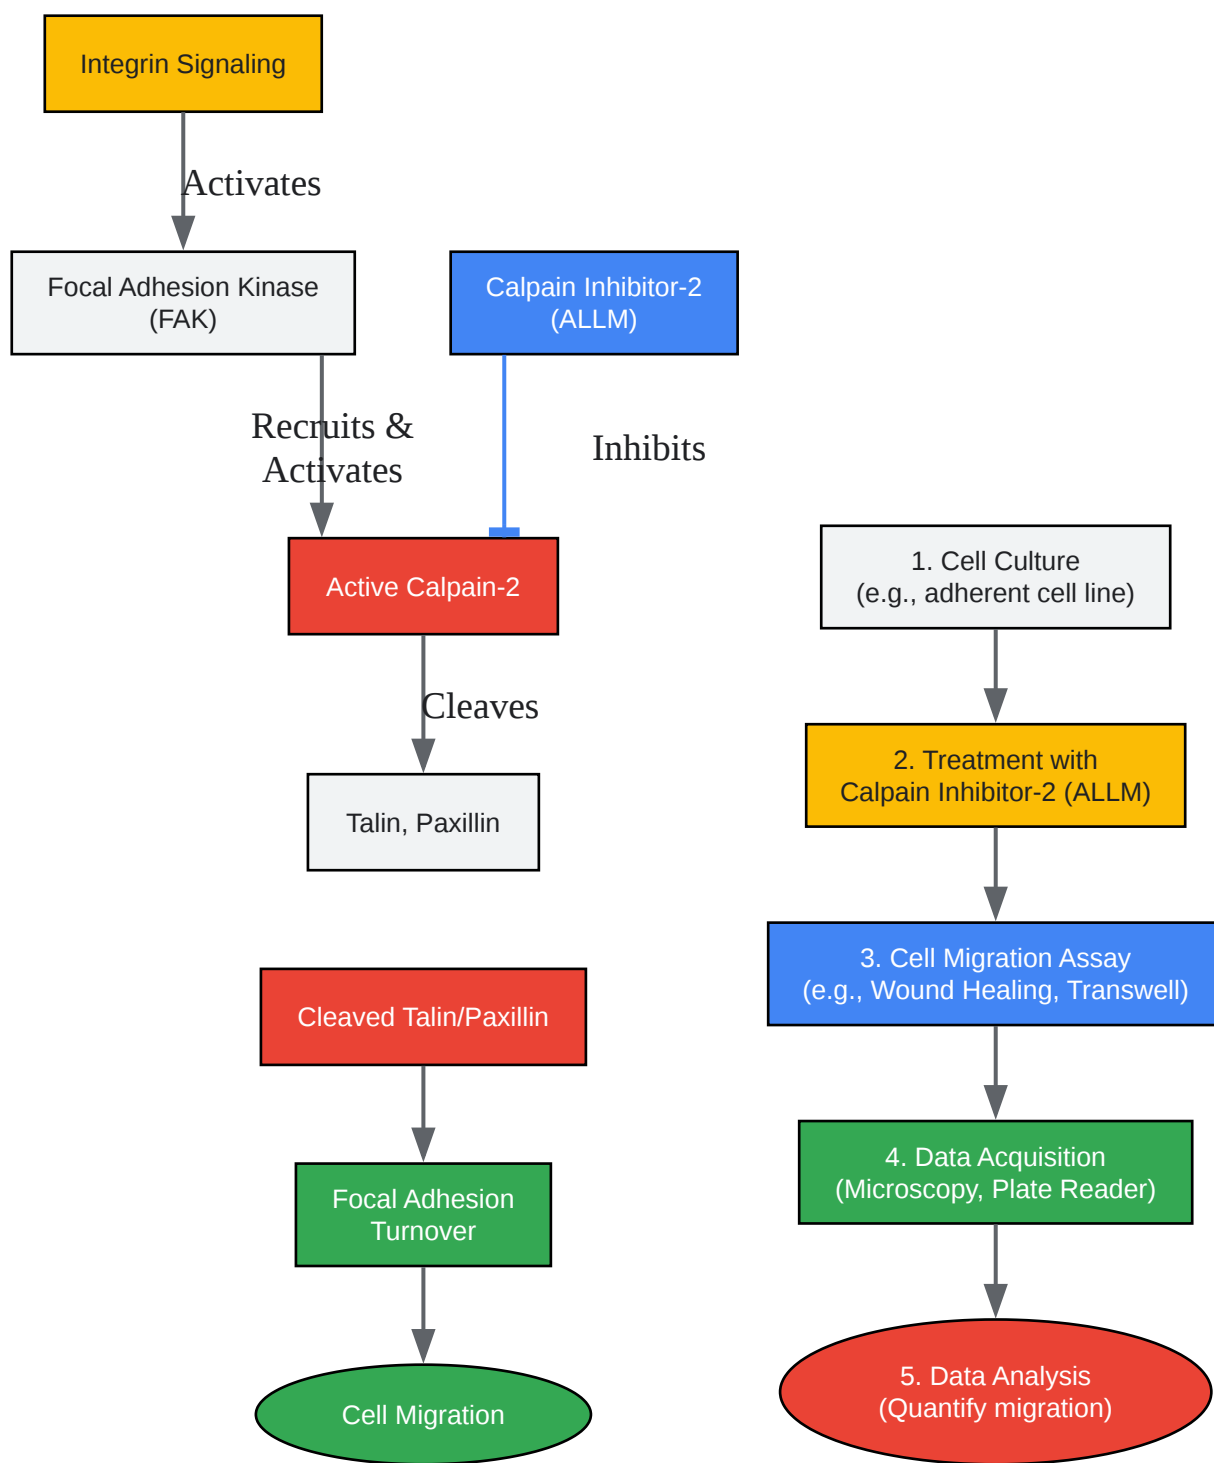 Integrin Signaling
Activates
Focal Adhesion Kinase
(FAK)
Calpain Inhibitor-2
(ALLM)
Recruits &
Activates
Inhibits
Active Calpain-2
Cleaves
Talin, Paxillin
Cleaved Talin/Paxillin
Focal Adhesion
Turnover
Cell Migration
1. Cell Culture
(e.g., adherent cell line)
2. Treatment with
Calpain Inhibitor-2 (ALLM)
3. Cell Migration Assay
(e.g., Wound Healing, Transwell)
4. Data Acquisition
(Microscopy, Plate Reader)
5. Data Analysis
(Quantify migration)